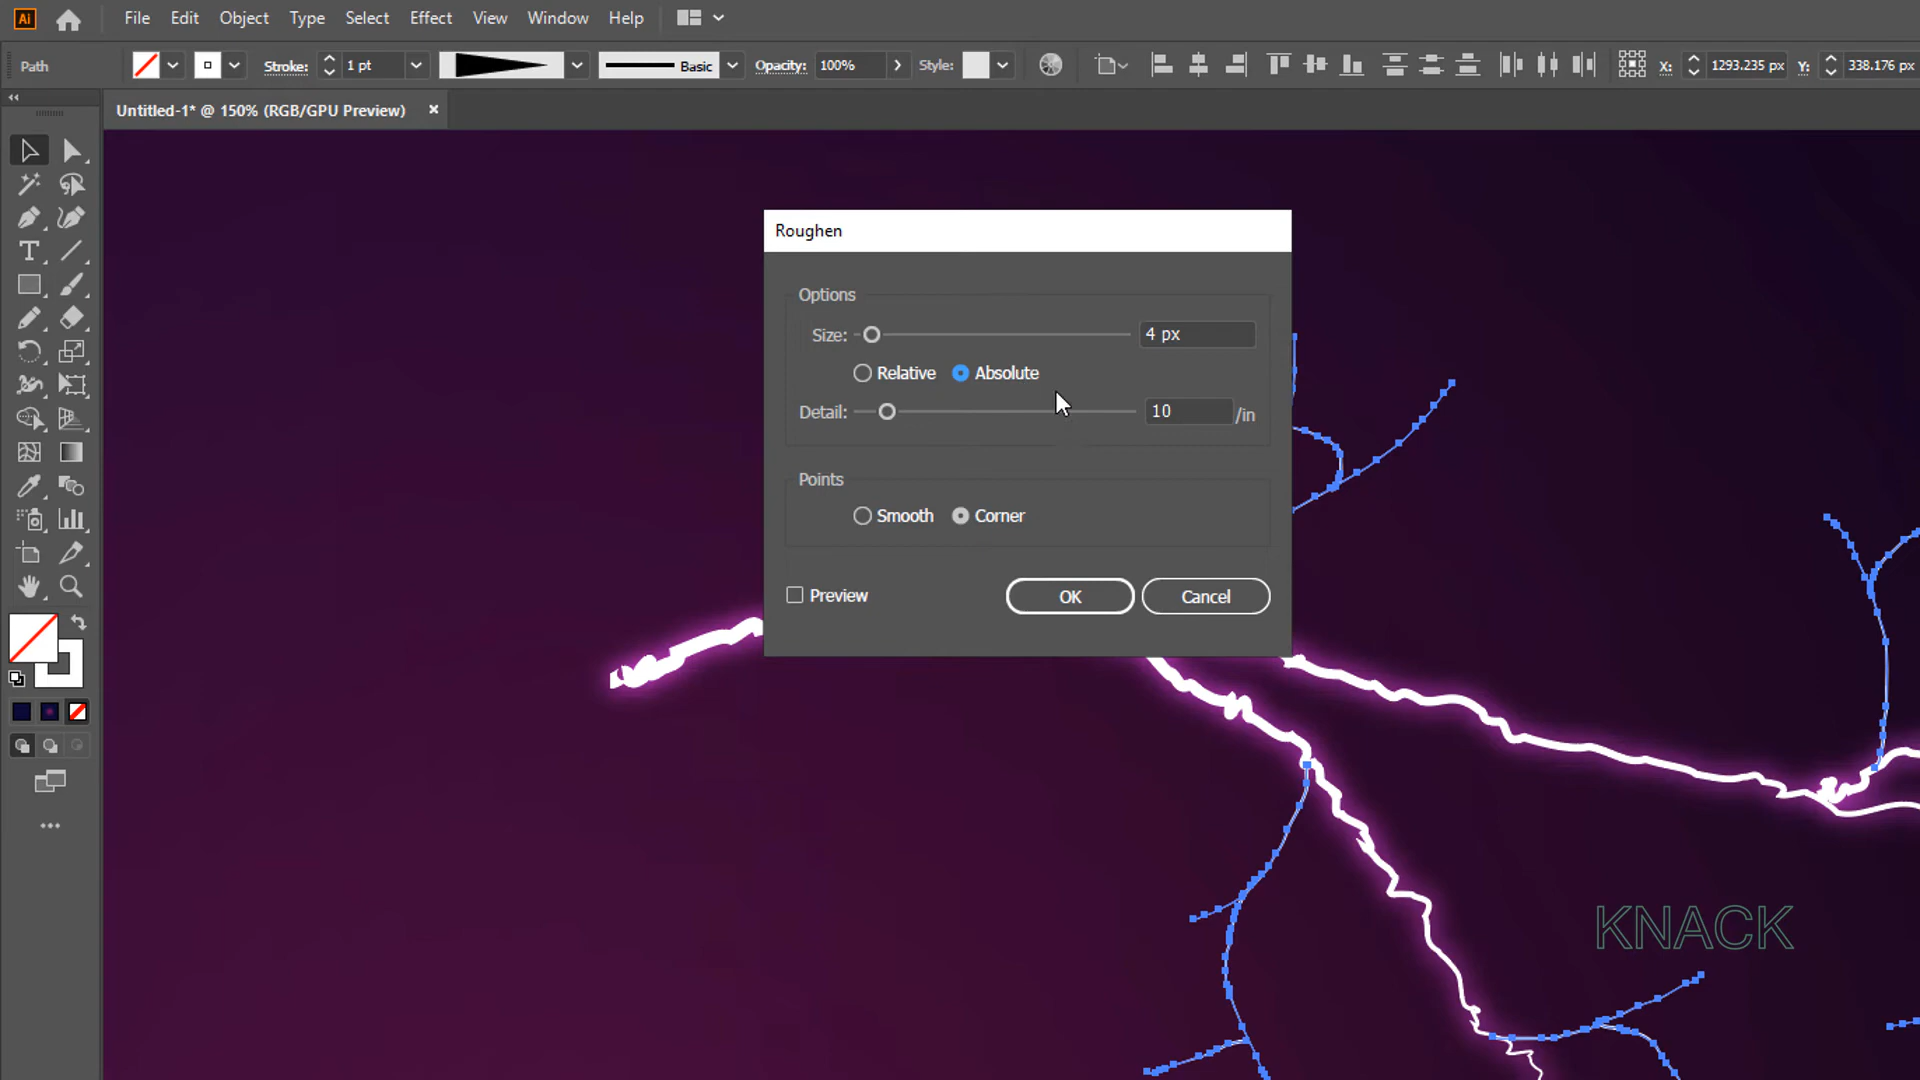 Ai File Edit Object Type Select Effect View Window Help
Path Stroke: 1 pt Basic Opacity: 100% Style: X: 1293.235 px Y: 338.176 px
Untitled-1* @ 150% (RGB/GPU Preview)
Roughen
Options
Size: 4 px
Relative Absolute
Detail: 10 /in
Points
Smooth Corner
Preview OK Cancel
KNACK